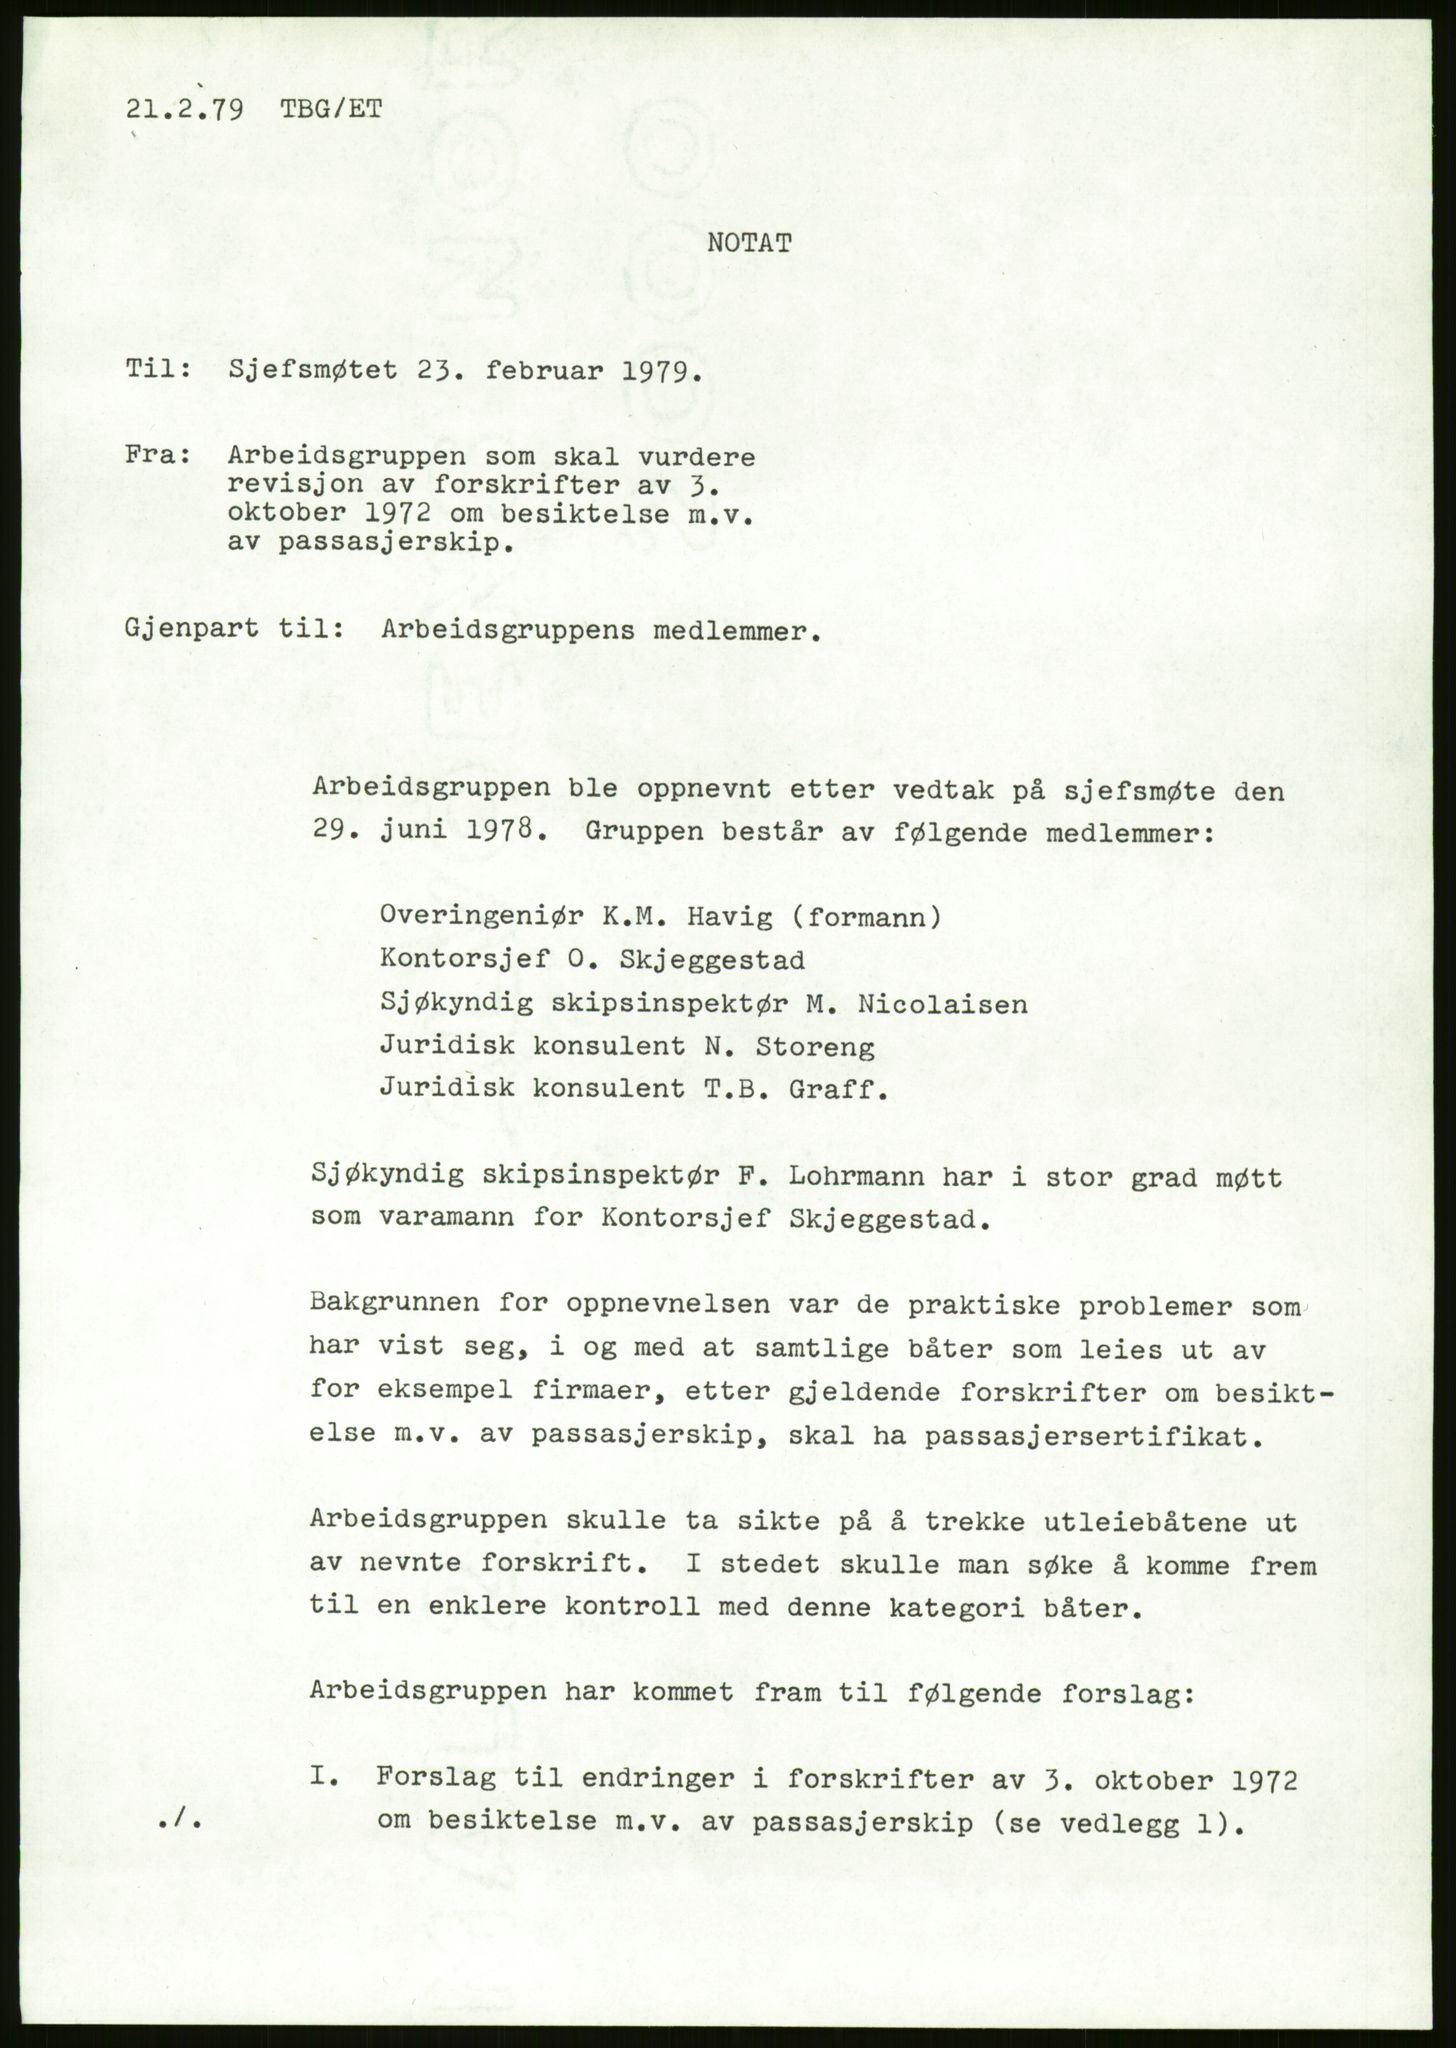 21.2.79  TBG/ET
NOTAT
Til:  Sjefsmøtet 23. februar 1979.
Fra:  Arbeidsgruppen som skal vurdere
revisjon av forskrifter av 3.
oktober 1972 om besiktelse m.v.
av passasjerskip.
Gjenpart til:  Arbeidsgruppens medlemmer.
Arbeidsgruppen ble oppnevnt etter vedtak på sjefsmøte den
29. juni 1978.  Gruppen består av følgende medlemmer:
Overingeniør K.M. Havig (formann)
Kontorsjef O. Skjeggestad
Sjøkyndig skipsinspektør M. Nicolaisen
Juridisk konsulent N. Storeng
Juridisk konsulent T.B. Graff.
Sjøkyndig skipsinspektør F. Lohrmann har i stor grad møtt
som varamann for Kontorsjef Skjeggestad.
Bakgrunnen for oppnevnelsen var de praktiske problemer som
har vist seg, i og med at samtlige båter som leies ut av
for eksempel firmaer, etter gjeldende forskrifter om besikt-
else m.v. av passasjerskip, skal ha passasjersertifikat.
Arbeidsgruppen skulle ta sikte på å trekke utleiebåtene ut
av nevnte forskrift.  I stedet skulle man søke å komme frem
til en enklere kontroll med denne kategori båter.
Arbeidsgruppen har kommet fram til følgende forslag:
I.  Forslag til endringer i forskrifter av 3. oktober 1972
./.  om besiktelse m.v. av passasjerskip (se vedlegg 1).